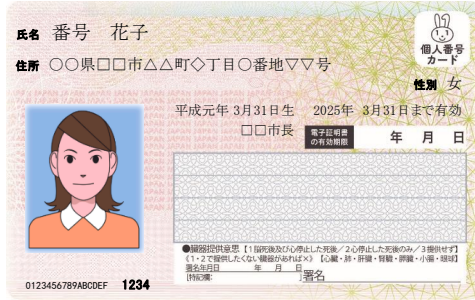 氏名 番号 花子
個人番号
カード
住所 ○○県□□市△△町◇丁目○番地▽▽号
性別 女
平成元年 3月31日生 2025年 3月31日まで有効
□□市長 電子証明書の有効期限 年 月 日
●臓器提供意思【1 脳死後及び心停止した死後/2 心停止した死後のみ/3 提供せず】
《1・2で提供したくない臓器があれば×》【心臓・肺・肝臓・腎臓・膵臓・小腸・眼球】
署名年月日 年 月 日
[特記欄: ]署名
0123456789ABCDEF 1234